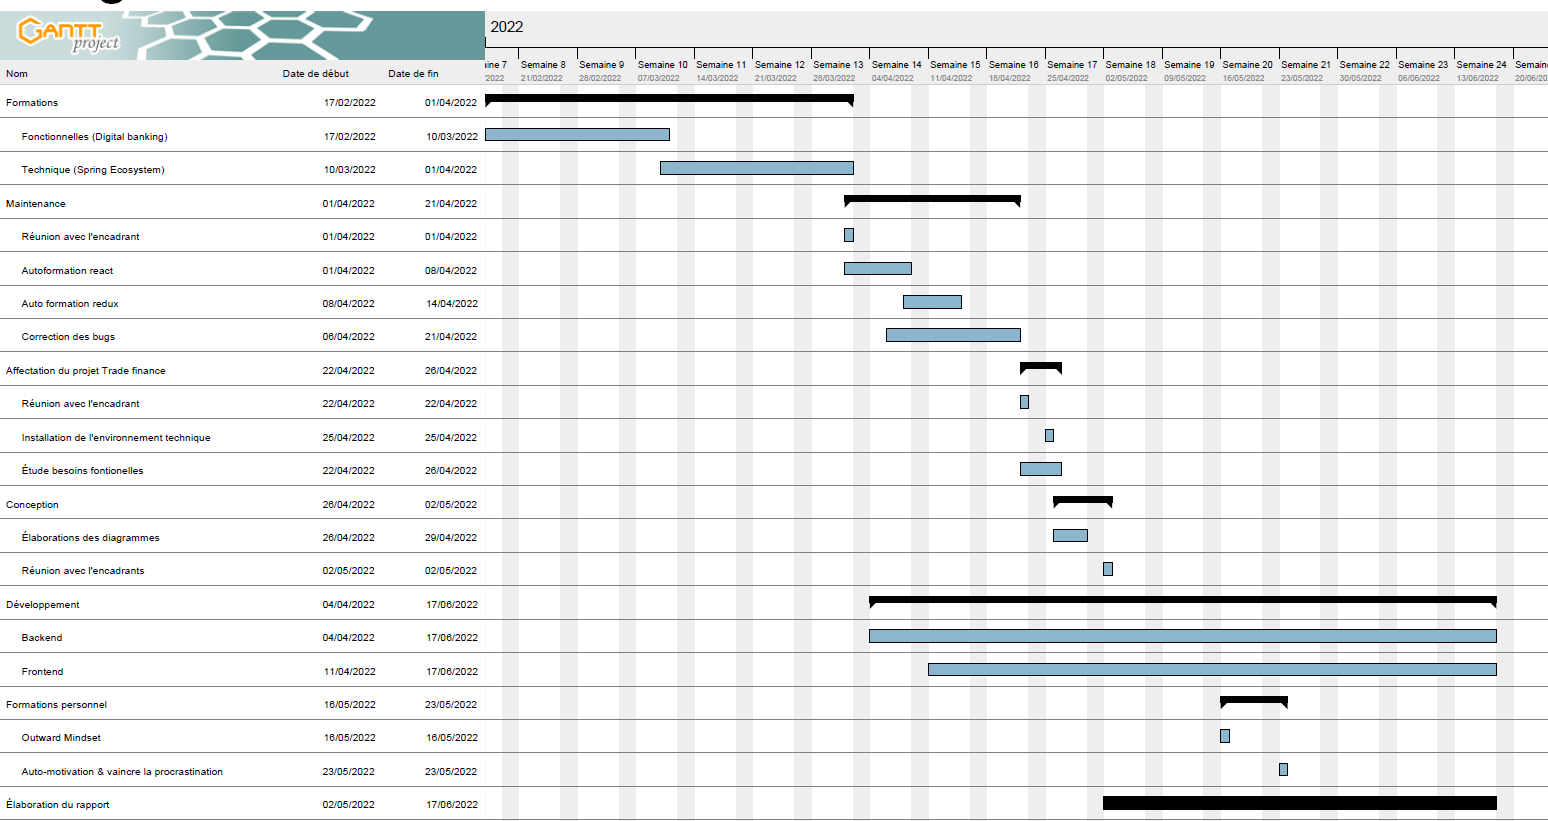 GANTT
project
2022
ine 7 Semaine 8 Semaine 9 Semaine 10 Semaine 11 Semaine 12 Semaine 13 Semaine 14 Semaine 15 Semaine 16 Semaine 17 Semaine 18 Semaine 19 Semaine 20 Semaine 21 Semaine 22 Semaine 23 Semaine 24 Semain
Nom Date de début Date de fin
/2022 21/02/2022 28/02/2022 07/03/2022 14/03/2022 21/03/2022 28/03/2022 04/04/2022 11/04/2022 18/04/2022 25/04/2022 02/05/2022 09/05/2022 16/05/2022 23/05/2022 30/05/2022 06/06/2022 13/06/2022 20/06/20
Formations 17/02/2022 01/04/2022
Fonctionnelles (Digital banking) 17/02/2022 10/03/2022
Technique (Spring Ecosystem) 10/03/2022 01/04/2022
Maintenance 01/04/2022 21/04/2022
Réunion avec l'encadrant 01/04/2022 01/04/2022
Autoformation react 01/04/2022 08/04/2022
Auto formation redux 08/04/2022 14/04/2022
Correction des bugs 06/04/2022 21/04/2022
Affectation du projet Trade finance 22/04/2022 26/04/2022
Réunion avec l'encadrant 22/04/2022 22/04/2022
Installation de l'environnement technique 25/04/2022 25/04/2022
Étude besoins fontionelles 22/04/2022 26/04/2022
Conception 26/04/2022 02/05/2022
Élaborations des diagrammes 26/04/2022 29/04/2022
Réunion avec l'encadrants 02/05/2022 02/05/2022
Développement 04/04/2022 17/06/2022
Backend 04/04/2022 17/06/2022
Frontend 11/04/2022 17/06/2022
Formations personnel 16/05/2022 23/05/2022
Outward Mindset 16/05/2022 16/05/2022
Auto-motivation & vaincre la procrastination 23/05/2022 23/05/2022
Élaboration du rapport 02/05/2022 17/06/2022